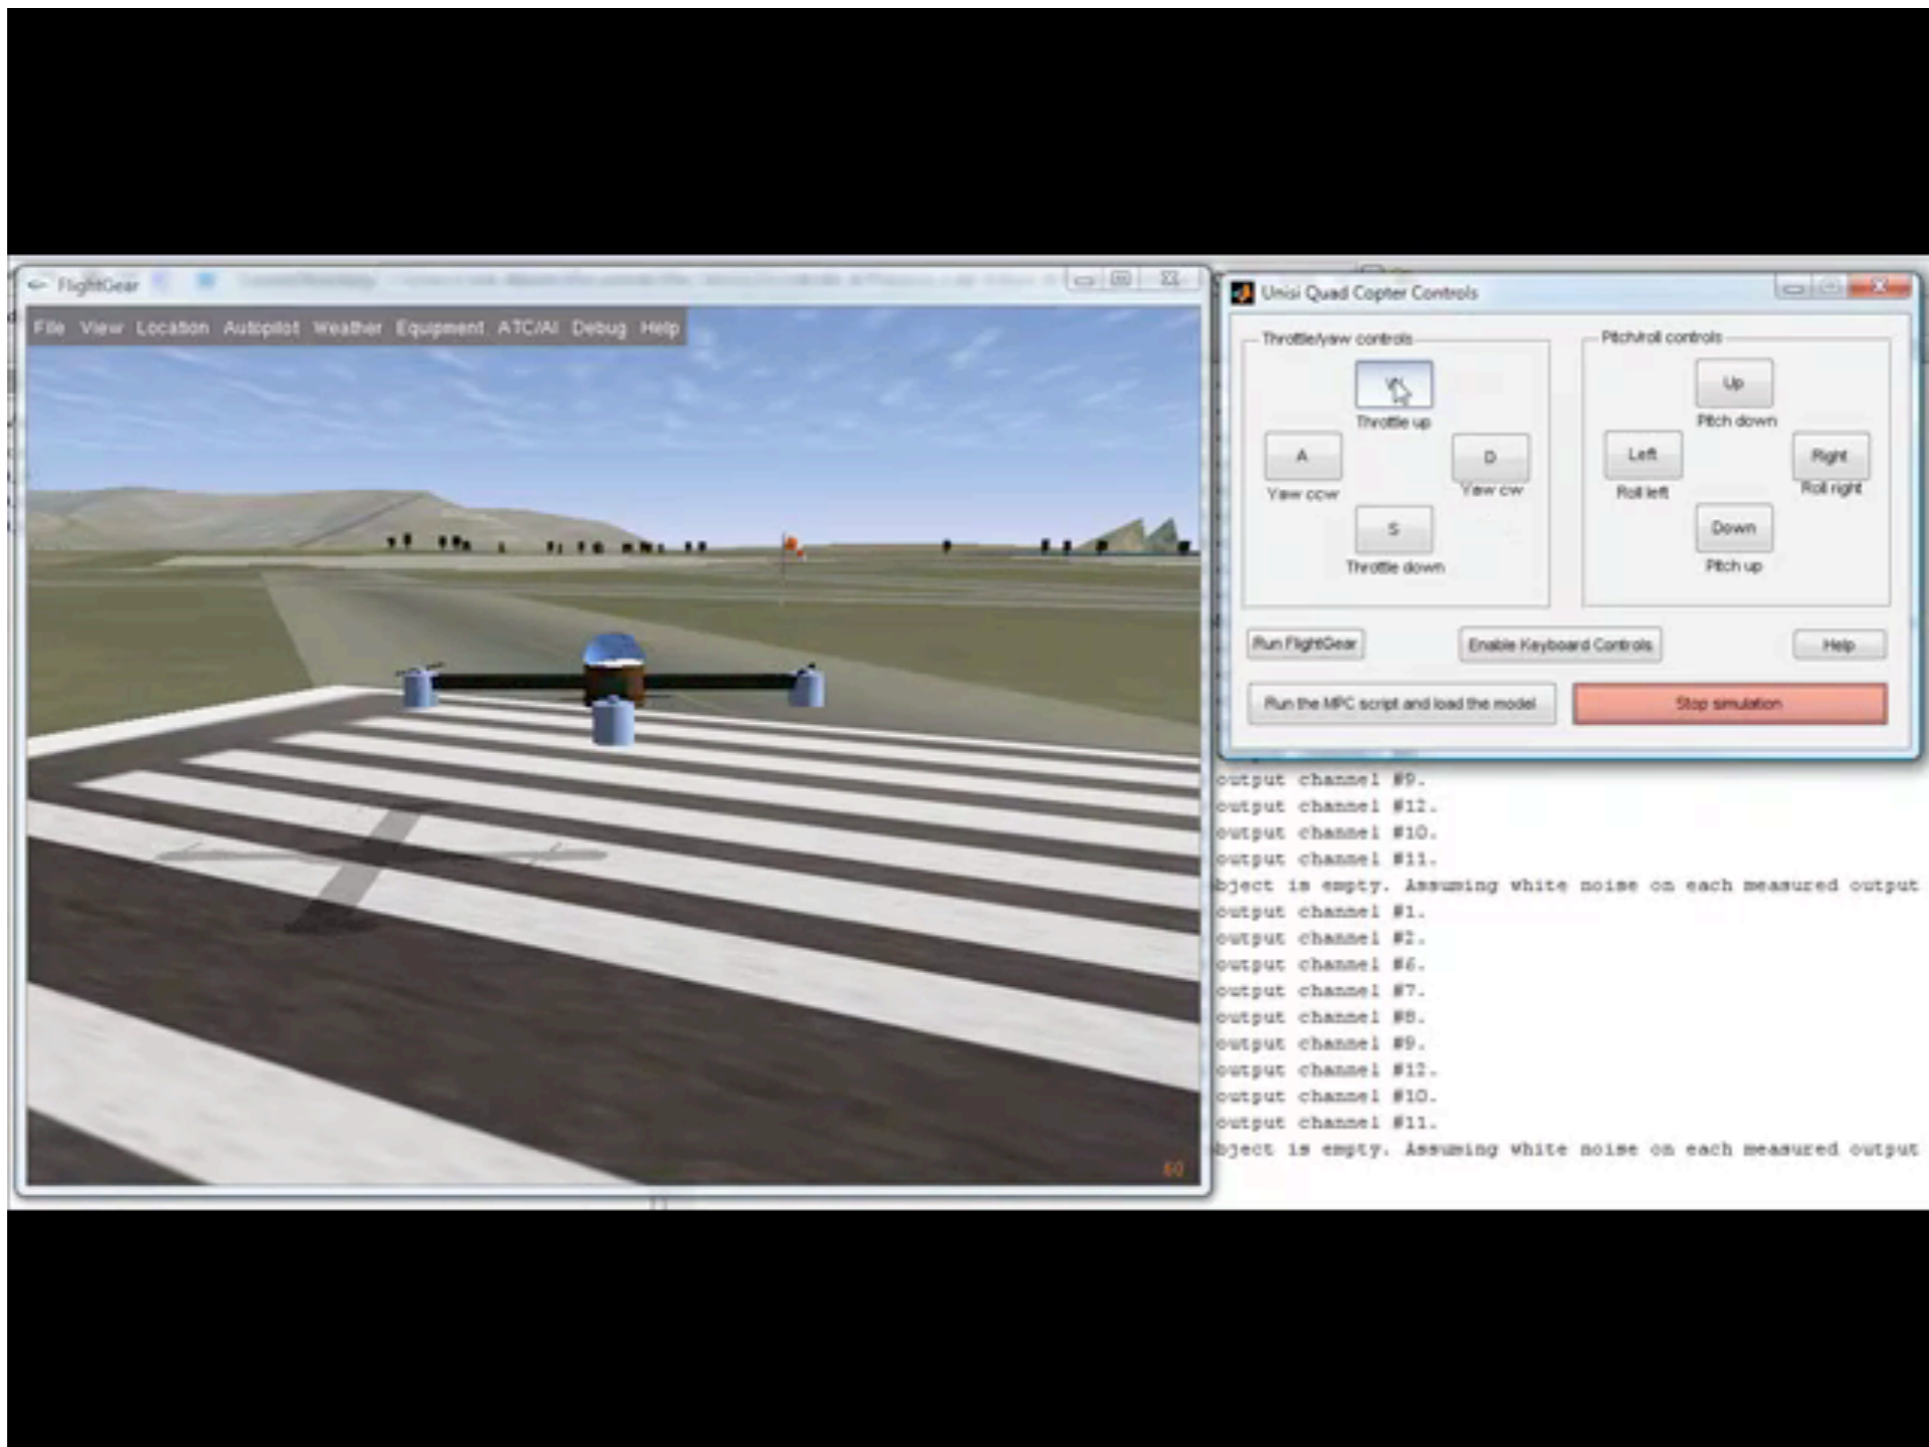 FlightGear
File View Location Autopilot Weather Equipment ATC/AI Debug Help
60
Unisi Quad Copter Controls
Throttle/yaw controls
W
Throttle up
A
Yaw ccw
D
Yaw cw
S
Throttle down
Pitch/roll controls
Up
Pitch down
Left
Roll left
Right
Roll right
Down
Pitch up
Run FlightGear
Enable Keyboard Controls
Help
Run the MPC script and load the model
Stop simulation
output channel #9.
output channel #12.
output channel #10.
output channel #11.
bject is empty. Assuming white noise on each measured output
output channel #1.
output channel #2.
output channel #6.
output channel #7.
output channel #8.
output channel #9.
output channel #12.
output channel #10.
output channel #11.
bject is empty. Assuming white noise on each measured output